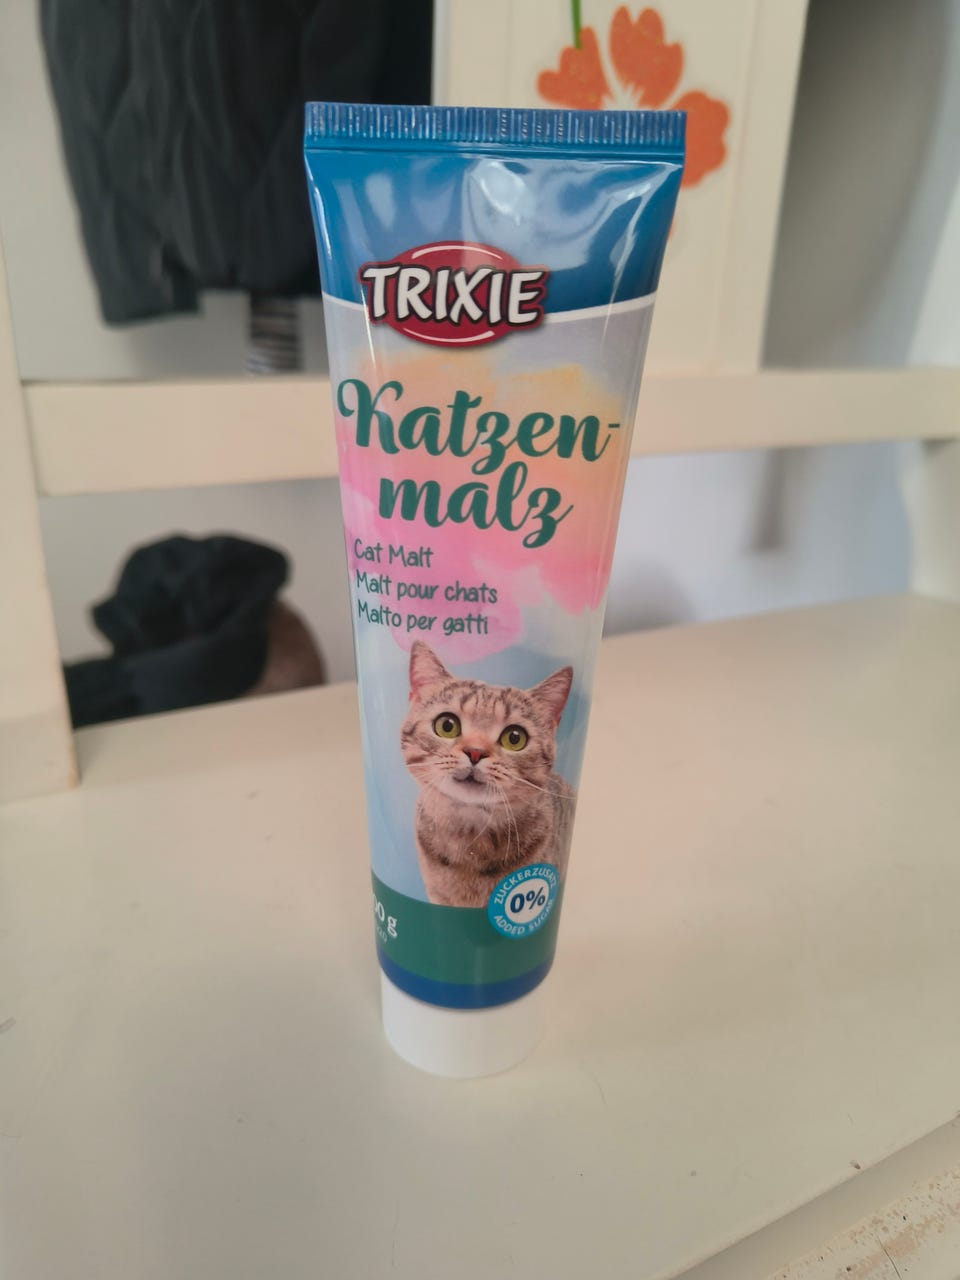 TRIXIE
Katzen-
malz
Cat Malt
Malt pour chats
Malto per gatti
ZUCKERZUSATZ
0%
ADDED SUGAR
g